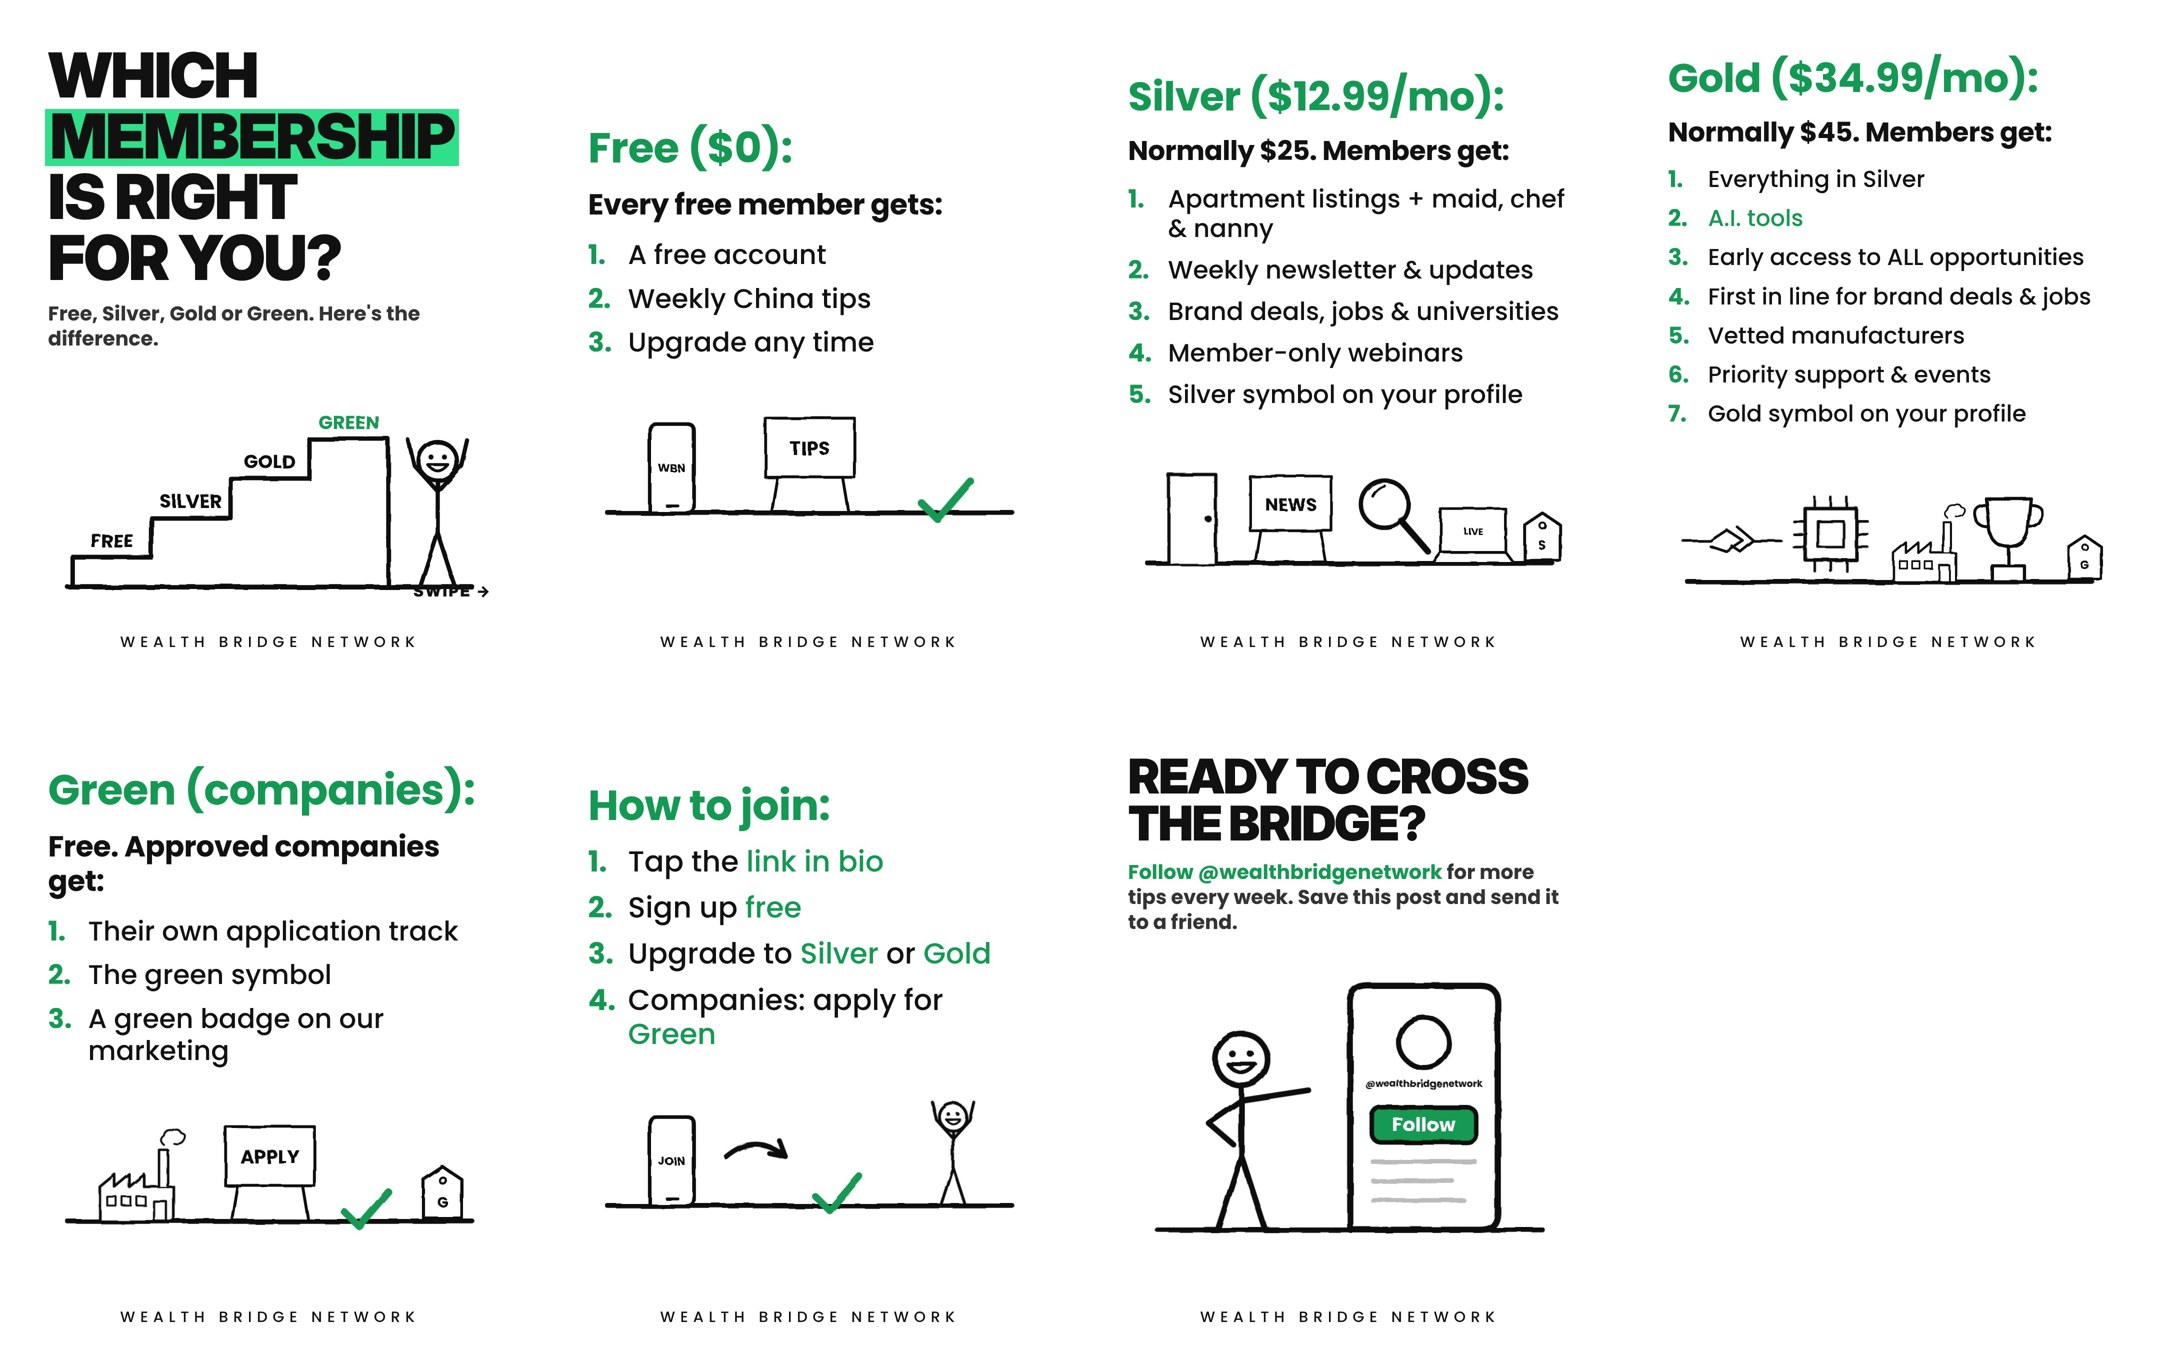 WHICH
MEMBERSHIP
IS RIGHT
FOR YOU?
Free, Silver, Gold or Green. Here's the
difference.
GREEN
GOLD
SILVER
FREE
SWIPE →
WEALTH BRIDGE NETWORK
Free ($0):
Every free member gets:
1. A free account
2. Weekly China tips
3. Upgrade any time
WBN
TIPS
WEALTH BRIDGE NETWORK
Silver ($12.99/mo):
Normally $25. Members get:
1. Apartment listings + maid, chef
& nanny
2. Weekly newsletter & updates
3. Brand deals, jobs & universities
4. Member-only webinars
5. Silver symbol on your profile
NEWS
LIVE
S
WEALTH BRIDGE NETWORK
Gold ($34.99/mo):
Normally $45. Members get:
1. Everything in Silver
2. A.I. tools
3. Early access to ALL opportunities
4. First in line for brand deals & jobs
5. Vetted manufacturers
6. Priority support & events
7. Gold symbol on your profile
G
WEALTH BRIDGE NETWORK
Green (companies):
Free. Approved companies
get:
1. Their own application track
2. The green symbol
3. A green badge on our
marketing
APPLY
G
WEALTH BRIDGE NETWORK
How to join:
1. Tap the link in bio
2. Sign up free
3. Upgrade to Silver or Gold
4. Companies: apply for
Green
JOIN
WEALTH BRIDGE NETWORK
READY TO CROSS
THE BRIDGE?
Follow @wealthbridgenetwork for more
tips every week. Save this post and send it
to a friend.
@wealthbridgenetwork
Follow
WEALTH BRIDGE NETWORK